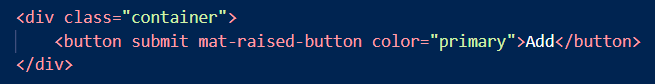 <div class="container">
    <button submit mat-raised-button color="primary">Add</button>
</div>